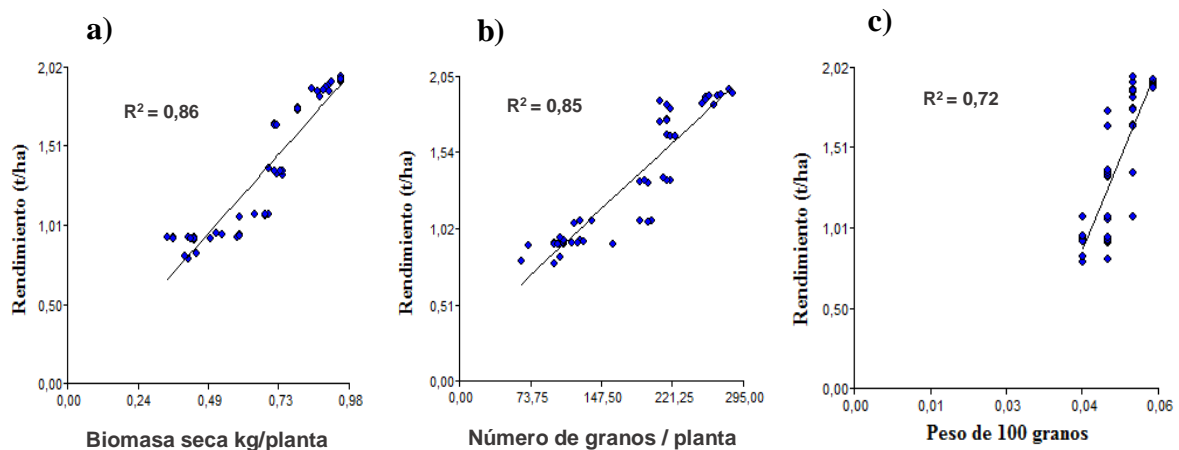 a)
2,02
1,51
1,01
0,50
0,00
Rendimiento (t/ha)
R² = 0,86
0,00 0,24 0,49 0,73 0,98
Biomasa seca kg/planta
b)
2,05
1,54
1,02
0,51
0,00
Rendimiento (t/ha)
R² = 0,85
0,00 73,75 147,50 221,25 295,00
Número de granos / planta
c)
2,02
1,51
1,01
0,50
0,00
Rendimiento (t/ha)
R² = 0,72
0,00 0,01 0,03 0,04 0,06
Peso de 100 granos